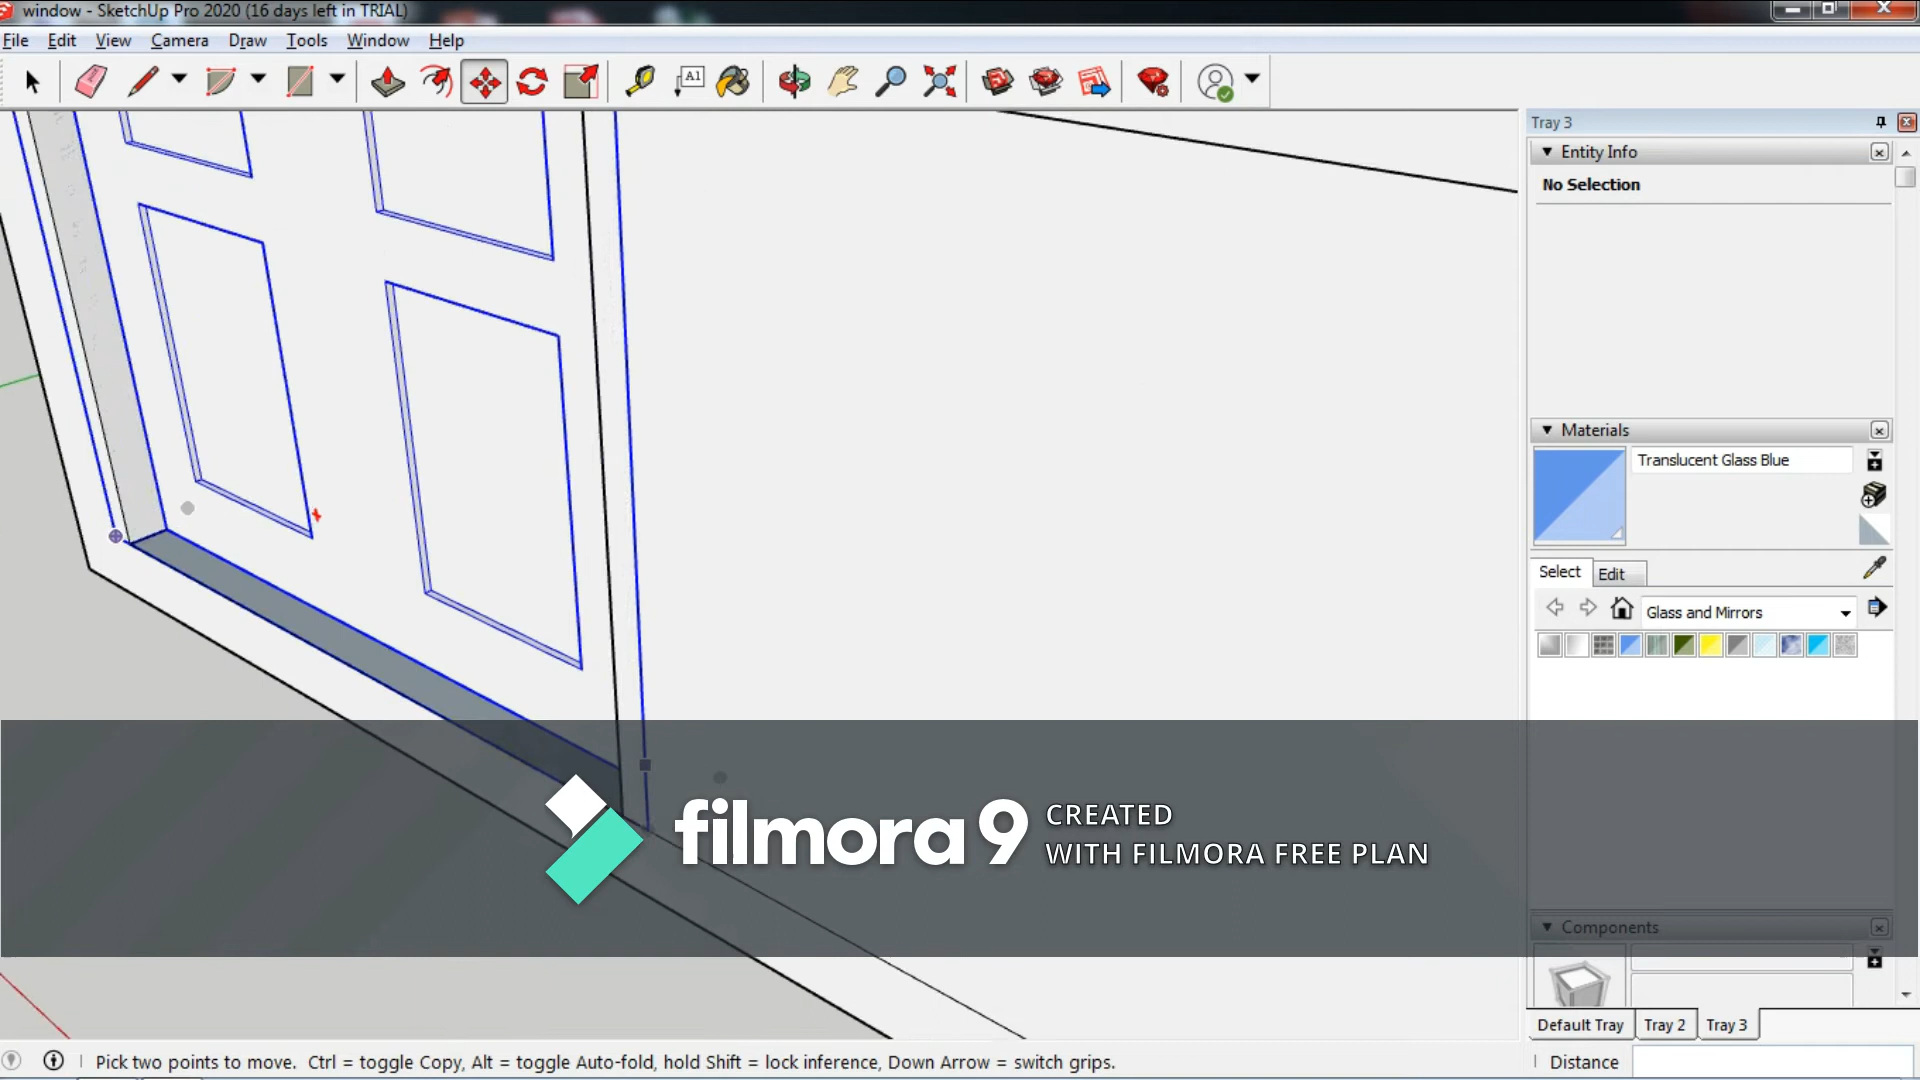 window - SketchUp Pro 2020 (16 days left in TRIAL)
File Edit View Camera Draw Tools Window Help
A1
Tray 3
Entity Info
No Selection
Materials
Translucent Glass Blue
Select Edit
Glass and Mirrors
filmora9 CREATED
WITH FILMORA FREE PLAN
Components
Default Tray Tray 2 Tray 3
Pick two points to move. Ctrl = toggle Copy, Alt = toggle Auto-fold, hold Shift = lock inference, Down Arrow = switch grips. Distance